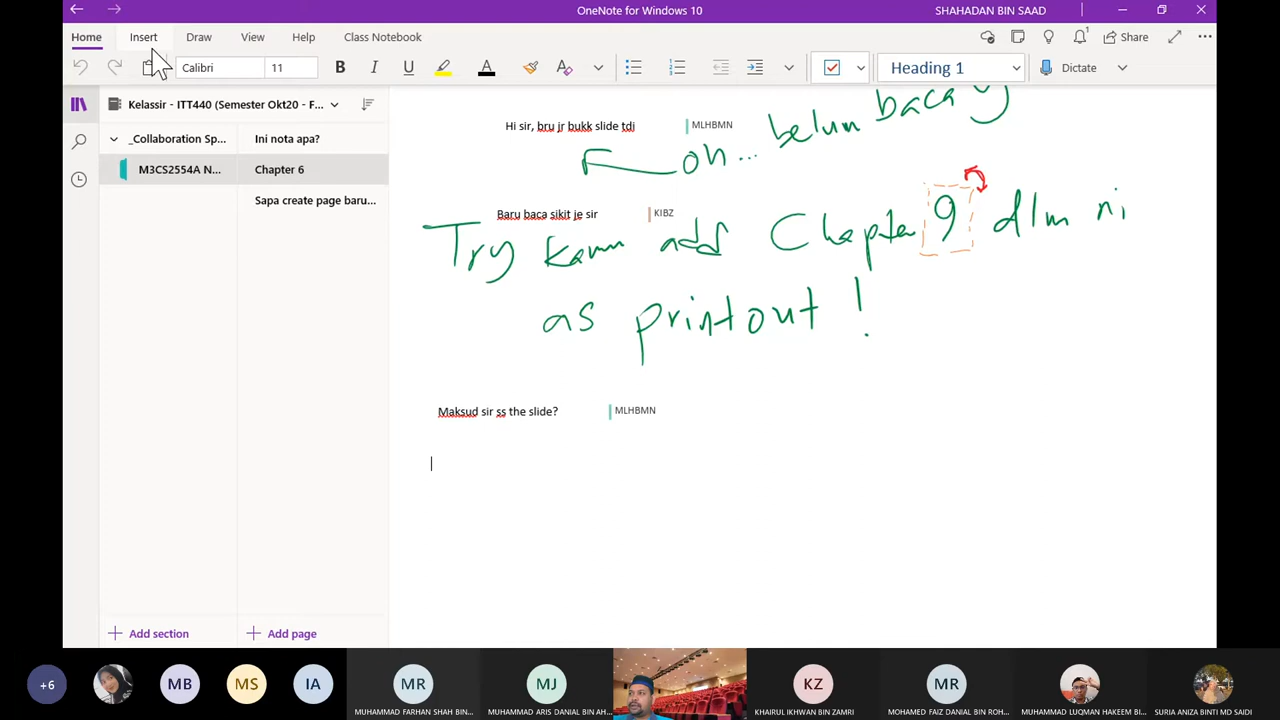 OneNote for Windows 10
SHAHADAN BIN SAAD
Home
Insert
Draw
View
Help
Class Notebook
Share
Calibri
11
B
I
U
A
A
Heading 1
Dictate
Kelassir - ITT440 (Semester Okt20 - F...
_Collaboration Sp...
Ini nota apa?
M3CS2554A N...
Chapter 6
Sapa create page baru...
Hi sir, bru jr bukk slide tdi
MLHBMN
oh... belum baca y
Baru baca sikit je sir
KIBZ
Try kamu add Chapter 9 dlm ni
as printout !
Maksud sir ss the slide?
MLHBMN
Add section
Add page
+6
MB
MS
IA
MR
MJ
KZ
MR
MUHAMMAD FARHAN SHAH BIN...
MUHAMMAD ARIS DANIAL BIN AH...
KHAIRUL IKHWAN BIN ZAMRI
MOHAMED FAIZ DANIAL BIN ROH...
MUHAMMAD LUQMAN HAKEEM BI...
SURIA ANIZA BINTI MD SAIDI